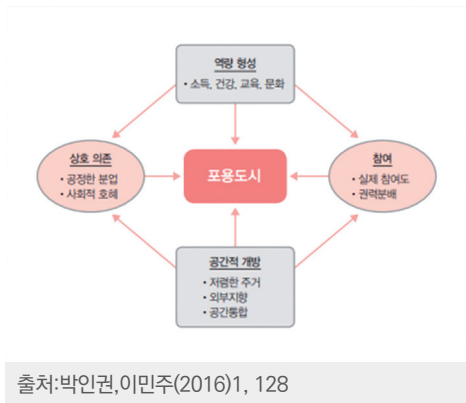 역량 형성
• 소득, 건강, 교육, 문화
상호 의존
• 공정한 분업
• 사회적 호혜
포용도시
참여
• 실제 참여도
• 권력분배
공간적 개방
• 저렴한 주거
• 외부지향
• 공간통합
출처:박인권,이민주(2016)1, 128